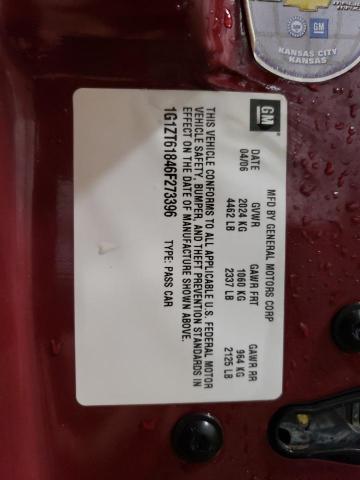 GM
KANSAS CITY
KANSAS
GM
MFD BY GENERAL MOTORS CORP
DATE GVWR GAWR FRT GAWR RR
04/06 2024 KG 1060 KG 964 KG
4462 LB 2337 LB 2125 LB
THIS VEHICLE CONFORMS TO ALL APPLICABLE U.S. FEDERAL MOTOR
VEHICLE SAFETY, BUMPER, AND THEFT PREVENTION STANDARDS IN
EFFECT ON THE DATE OF MANUFACTURE SHOWN ABOVE.
1G1ZT61846F273396 TYPE: PASS CAR